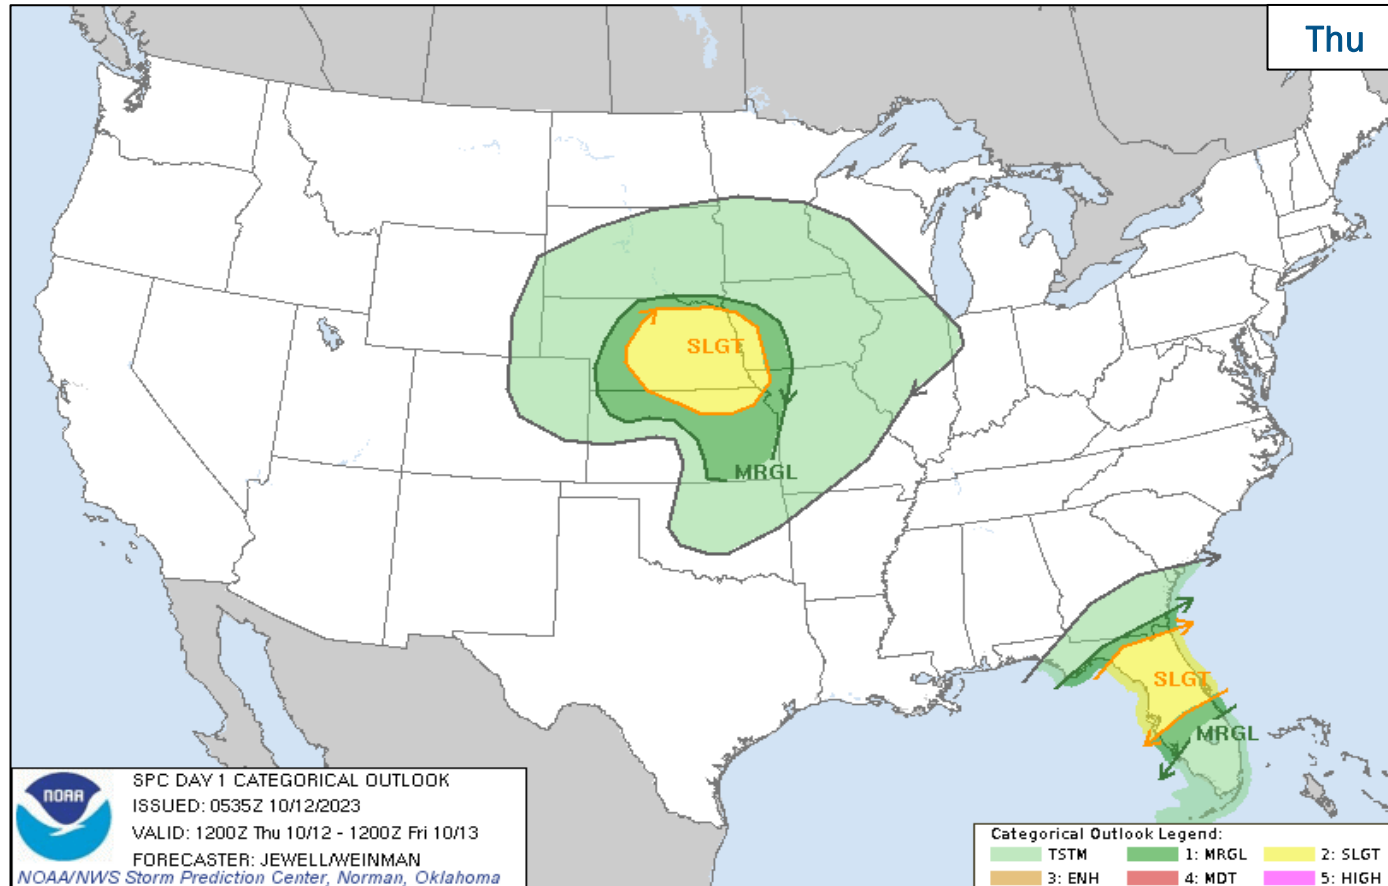 Thu
SLGT
MRGL
SLGT
MRGL
NOAA
SPC DAY 1 CATEGORICAL OUTLOOK
ISSUED: 0535Z 10/12/2023
VALID: 1200Z Thu 10/12 - 1200Z Fri 10/13
FORECASTER: JEWELL/WEINMAN
NOAA/NWS Storm Prediction Center, Norman, Oklahoma
Categorical Outlook Legend:
TSTM 1: MRGL 2: SLGT
3: ENH 4: MDT 5: HIGH